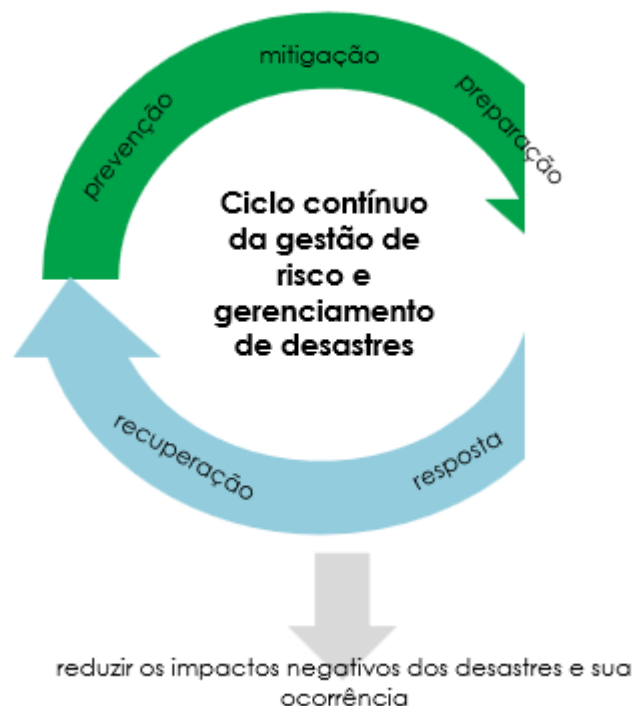 mitigação
prevenção
preparação
Ciclo contínuo
da gestão de
risco e
gerenciamento
de desastres
recuperação
resposta
reduzir os impactos negativos dos desastres e sua
ocorrência